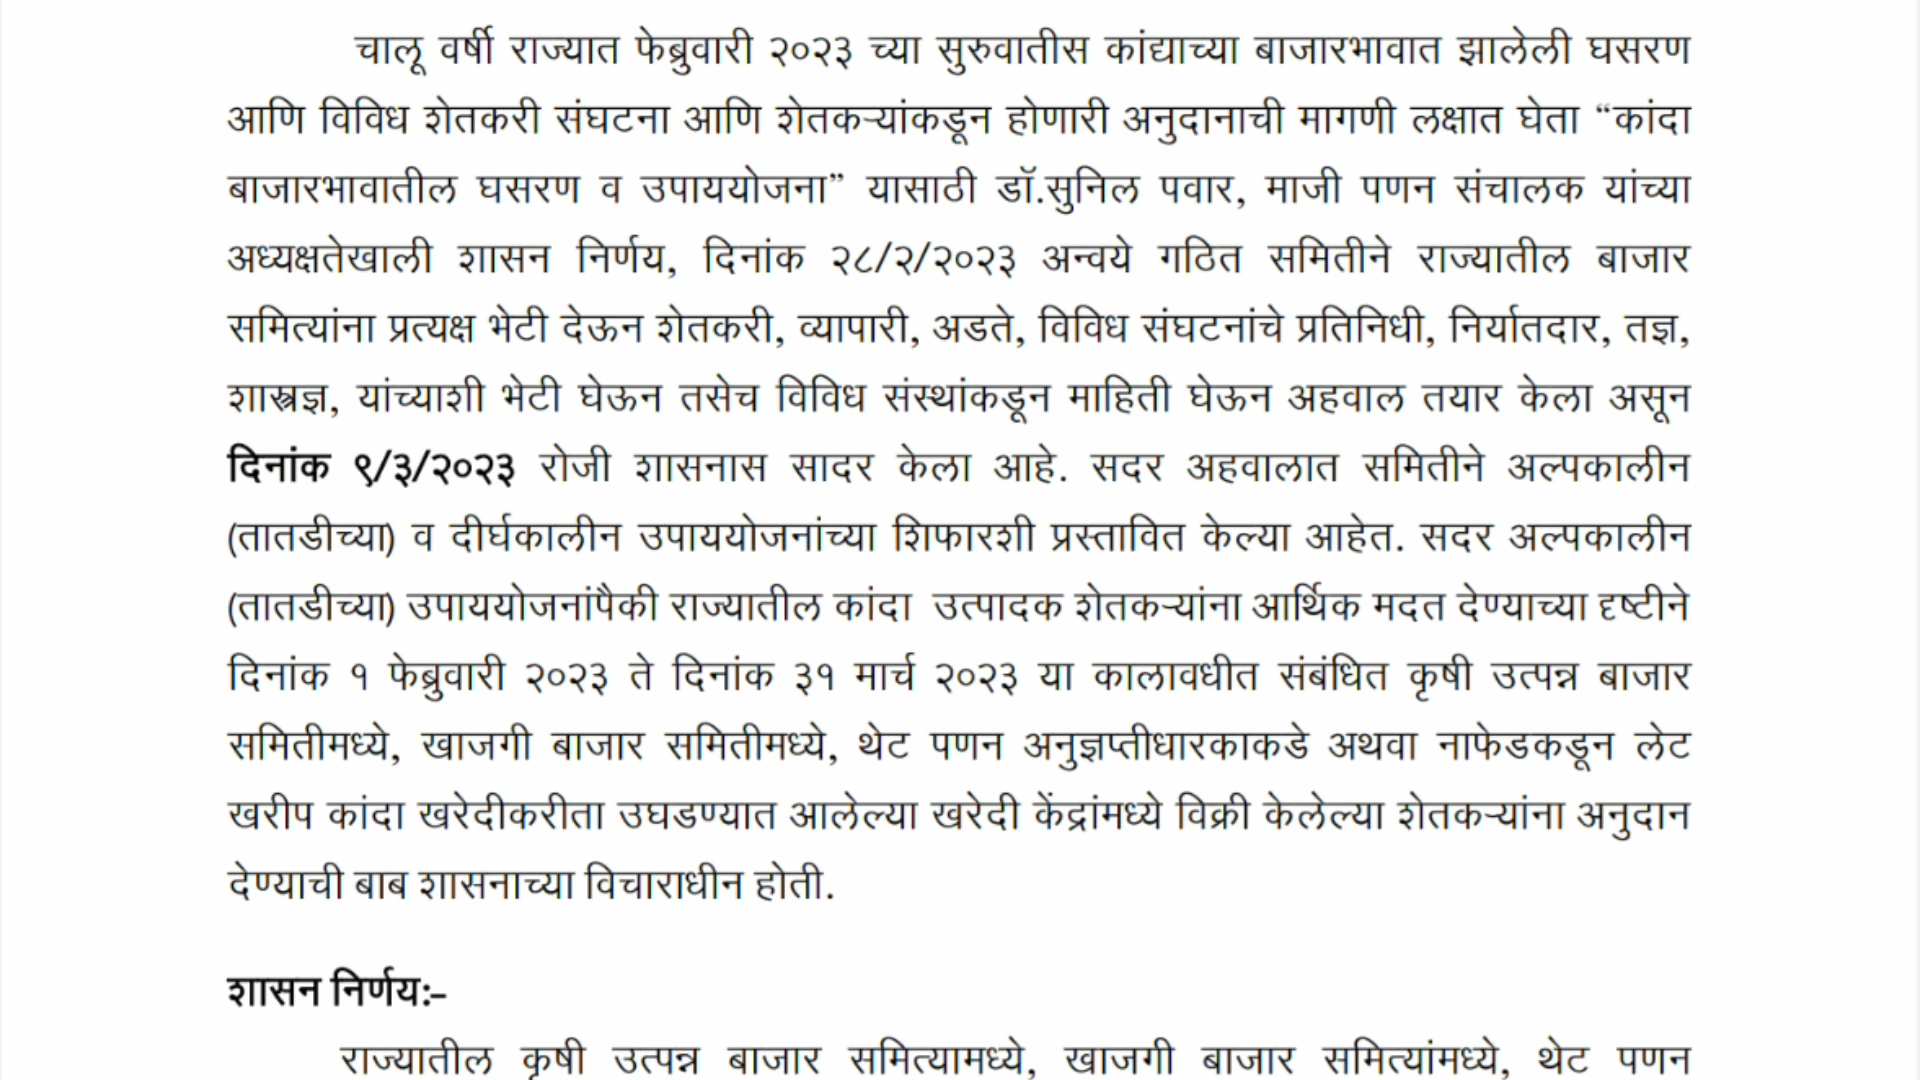 चालू वर्षी राज्यात फेब्रुवारी २०२३ च्या सुरुवातीस कांद्याच्या बाजारभावात झालेली घसरण
आणि विविध शेतकरी संघटना आणि शेतकऱ्यांकडून होणारी अनुदानाची मागणी लक्षात घेता “कांदा
बाजारभावातील घसरण व उपाययोजना” यासाठी डॉ.सुनिल पवार, माजी पणन संचालक यांच्या
अध्यक्षतेखाली शासन निर्णय, दिनांक २८/२/२०२३ अन्वये गठित समितीने राज्यातील बाजार
समित्यांना प्रत्यक्ष भेटी देऊन शेतकरी, व्यापारी, अडते, विविध संघटनांचे प्रतिनिधी, निर्यातदार, तज्ञ,
शास्त्रज्ञ, यांच्याशी भेटी घेऊन तसेच विविध संस्थांकडून माहिती घेऊन अहवाल तयार केला असून
दिनांक ९/३/२०२३ रोजी शासनास सादर केला आहे. सदर अहवालात समितीने अल्पकालीन
(तातडीच्या) व दीर्घकालीन उपाययोजनांच्या शिफारशी प्रस्तावित केल्या आहेत. सदर अल्पकालीन
(तातडीच्या) उपाययोजनांपैकी राज्यातील कांदा उत्पादक शेतकऱ्यांना आर्थिक मदत देण्याच्या दृष्टीने
दिनांक १ फेब्रुवारी २०२३ ते दिनांक ३१ मार्च २०२३ या कालावधीत संबंधित कृषी उत्पन्न बाजार
समितीमध्ये, खाजगी बाजार समितीमध्ये, थेट पणन अनुज्ञप्तीधारकाकडे अथवा नाफेडकडून लेट
खरीप कांदा खरेदीकरीता उघडण्यात आलेल्या खरेदी केंद्रांमध्ये विक्री केलेल्या शेतकऱ्यांना अनुदान
देण्याची बाब शासनाच्या विचाराधीन होती.
शासन निर्णय:-
राज्यातील कृषी उत्पन्न बाजार समित्यामध्ये, खाजगी बाजार समित्यांमध्ये, थेट पणन